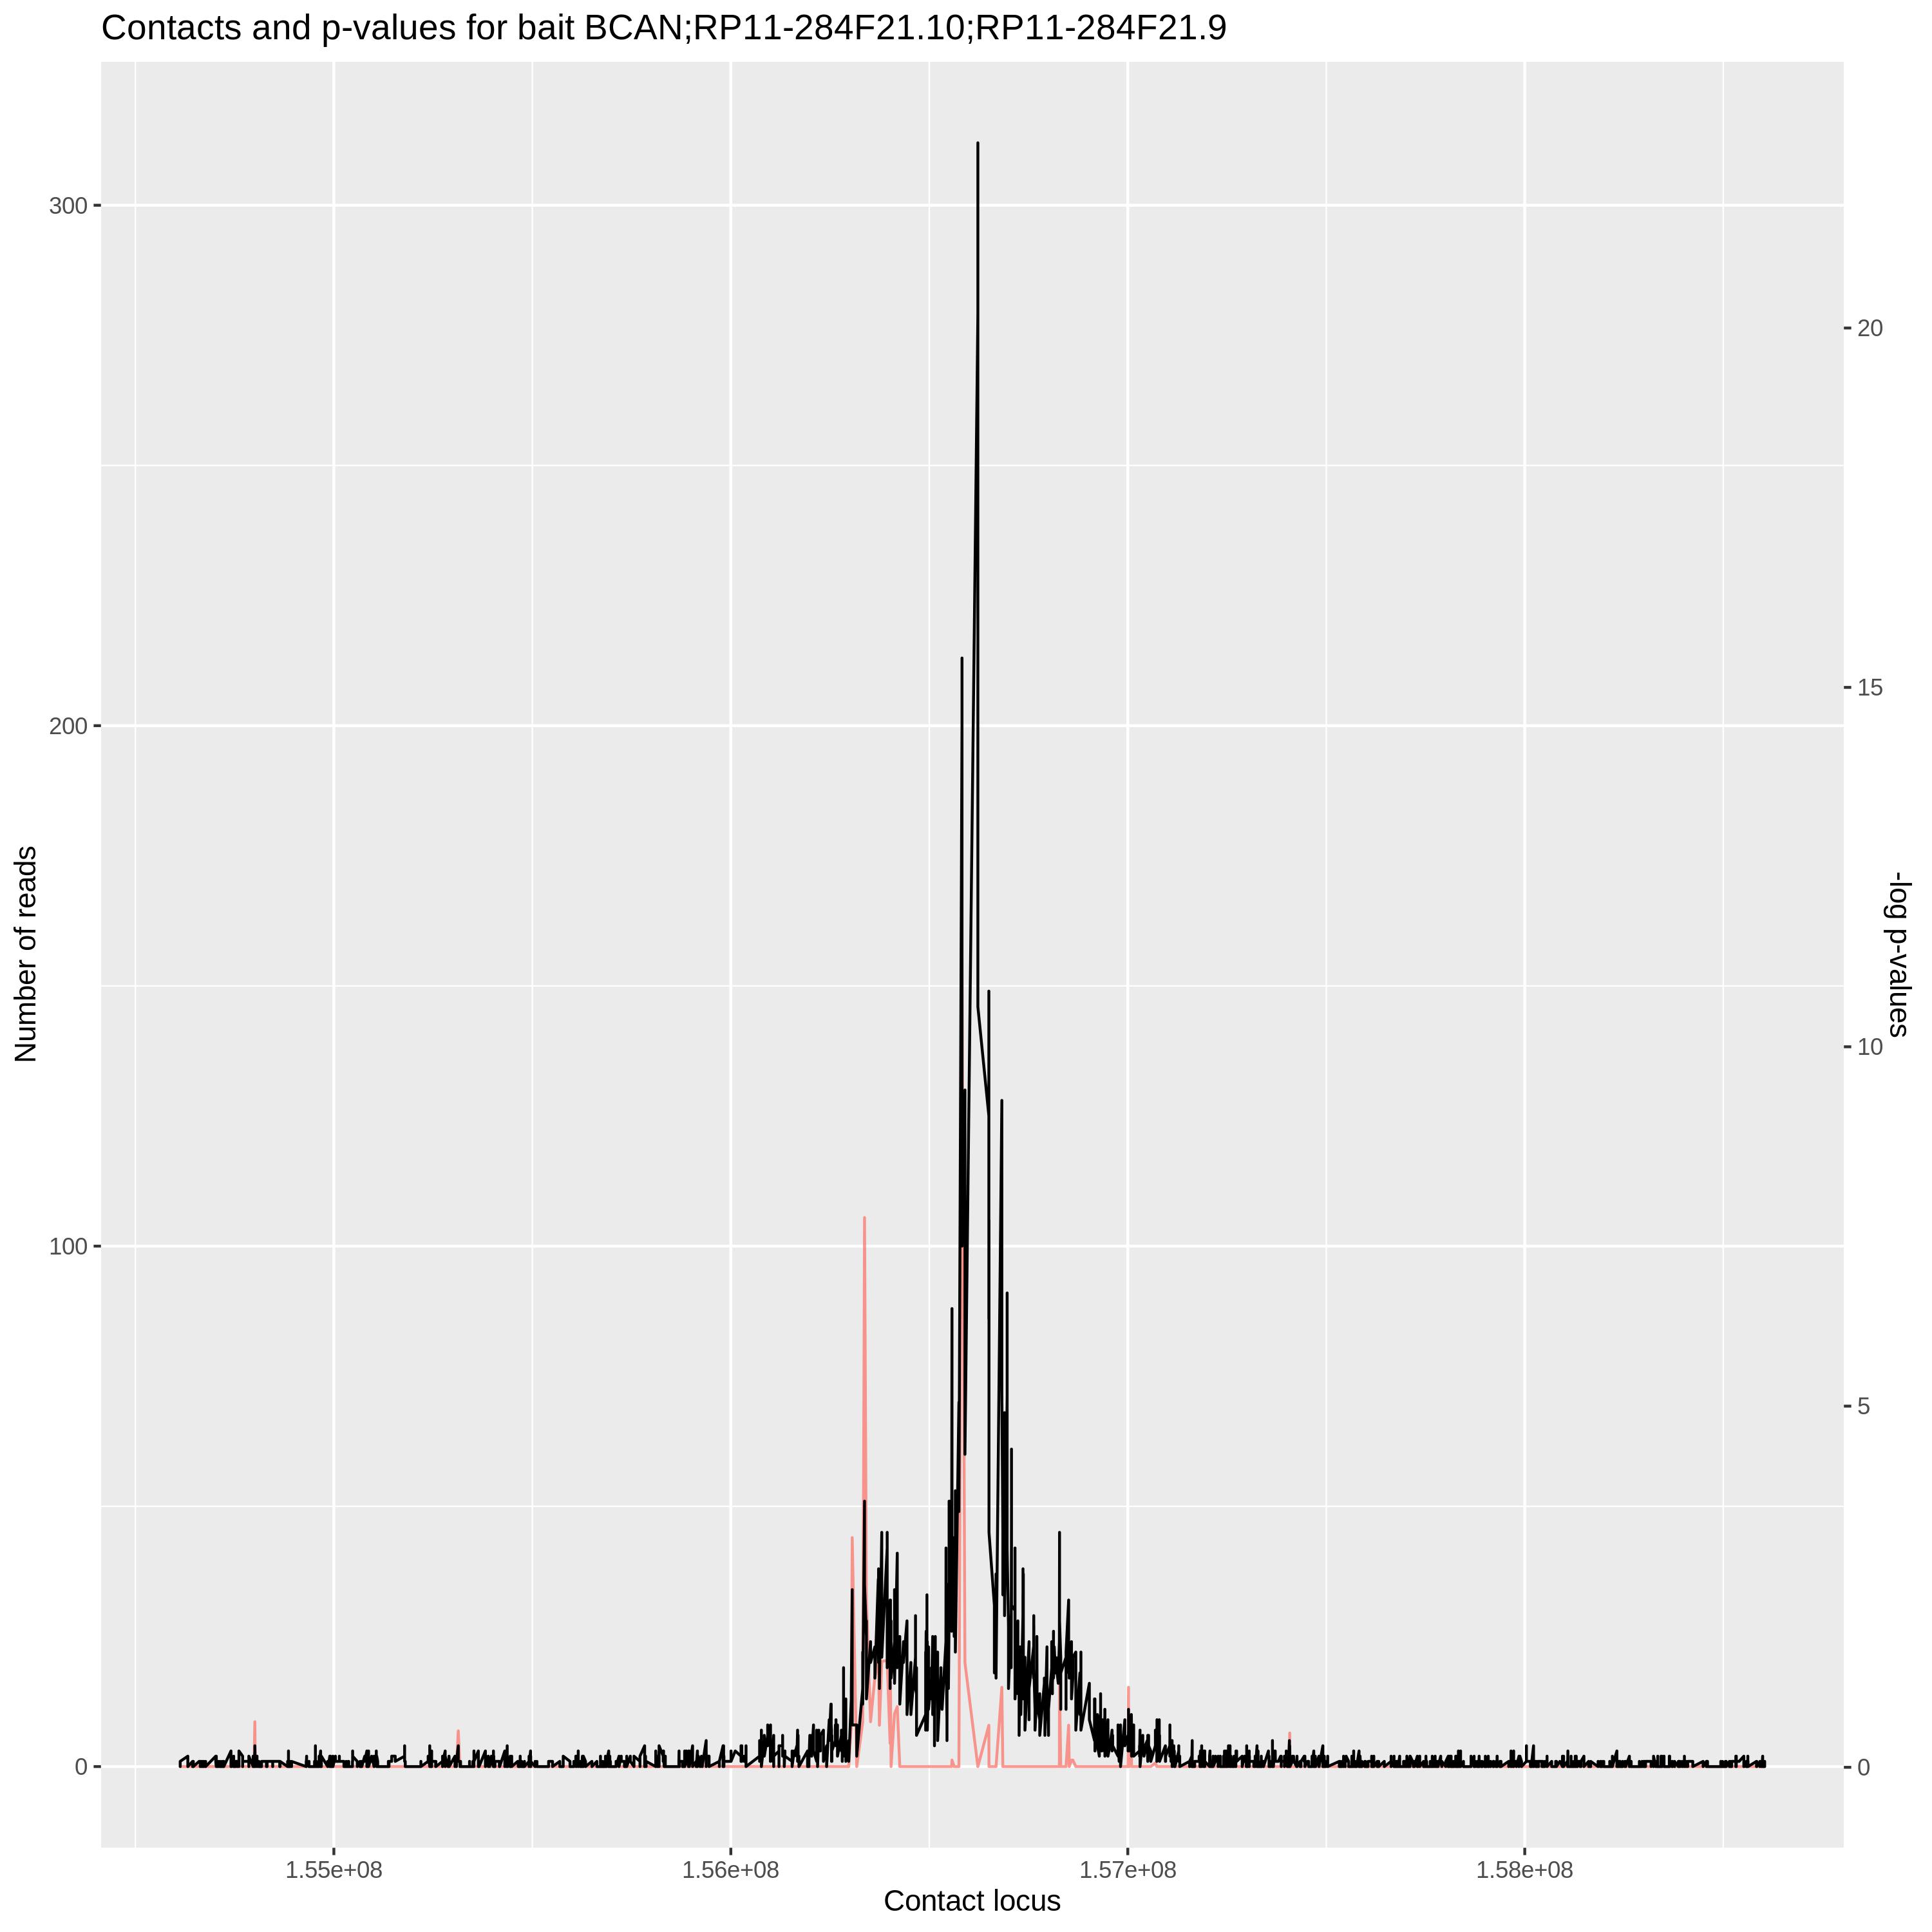 Contacts and p-values for bait BCAN;RP11-284F21.10;RP11-284F21.9
Number of reads
300
200
100
0
20
15
10
5
0
-log p-values
1.55e+08
1.56e+08
1.57e+08
1.58e+08
Contact locus